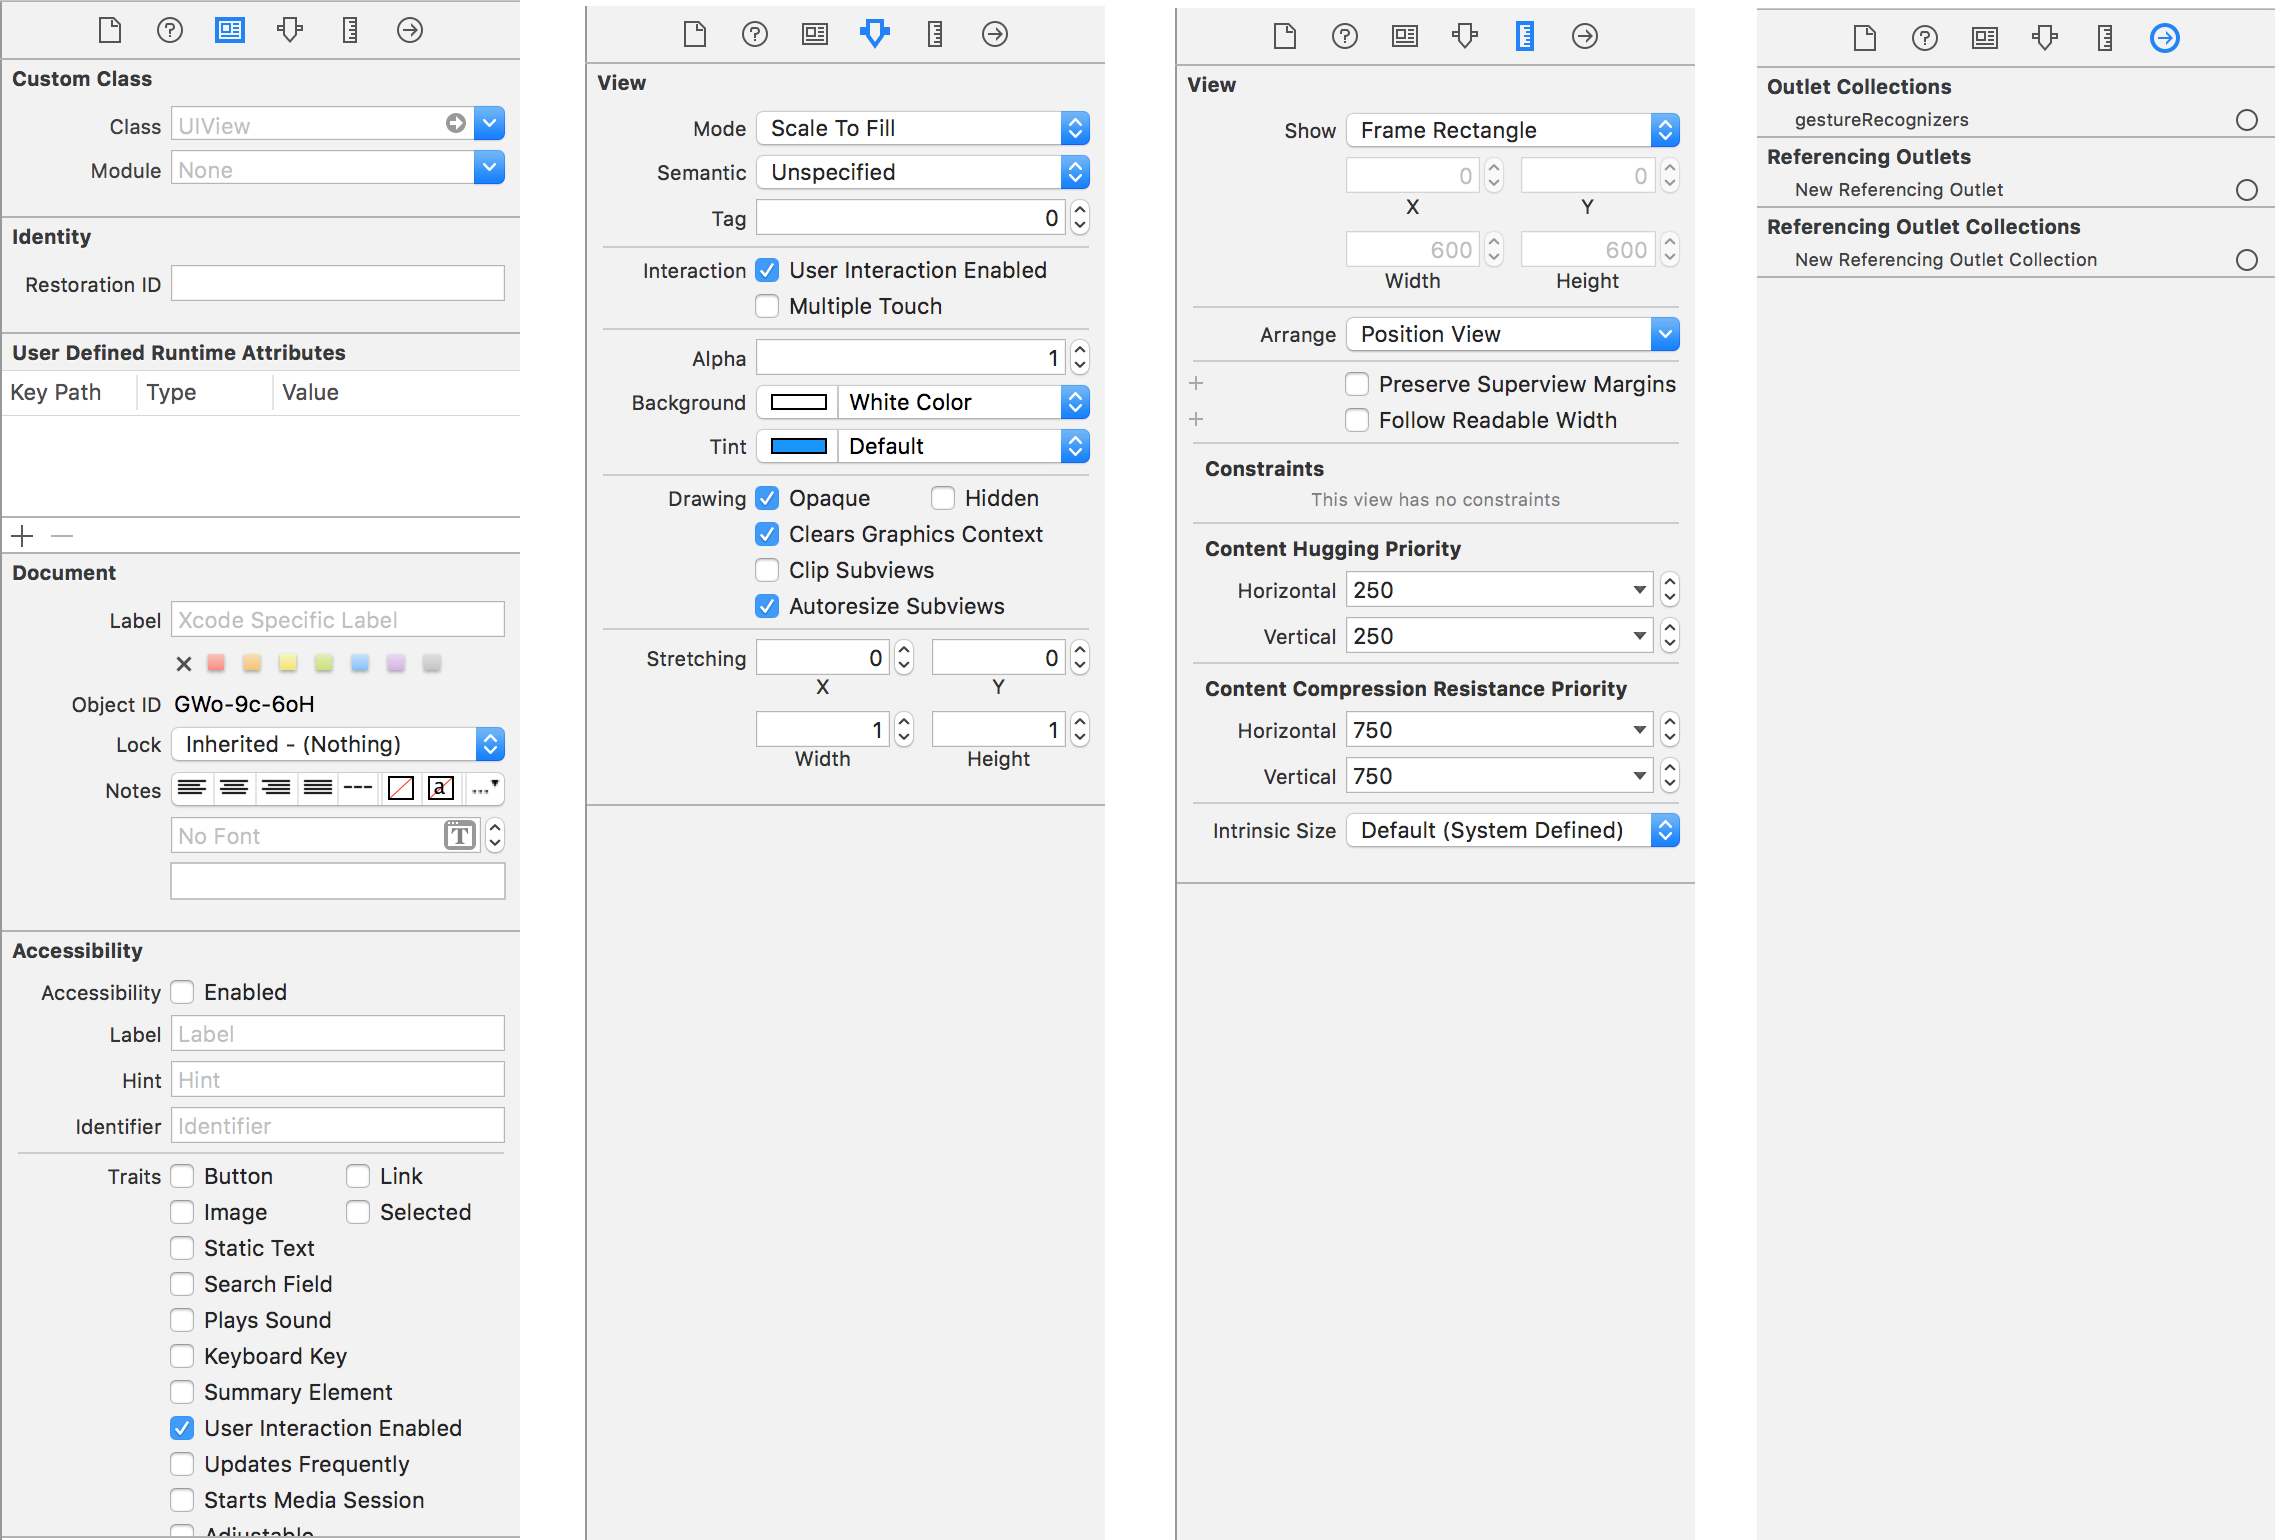 Custom Class
Class UIView
Module None
Identity
Restoration ID
User Defined Runtime Attributes
Key Path Type Value
Document
Label Xcode Specific Label
Object ID GWo-9c-6oH
Lock Inherited - (Nothing)
Notes
No Font
Accessibility
Accessibility Enabled
Label Label
Hint Hint
Identifier Identifier
Traits Button Link
Image Selected
Static Text
Search Field
Plays Sound
Keyboard Key
Summary Element
User Interaction Enabled
Updates Frequently
Starts Media Session
Adjustable
View
Mode Scale To Fill
Semantic Unspecified
Tag 0
Interaction User Interaction Enabled
Multiple Touch
Alpha 1
Background White Color
Tint Default
Drawing Opaque Hidden
Clears Graphics Context
Clip Subviews
Autoresize Subviews
Stretching 0 0
X Y
1 1
Width Height
View
Show Frame Rectangle
0 0
X Y
600 600
Width Height
Arrange Position View
Preserve Superview Margins
Follow Readable Width
Constraints
This view has no constraints
Content Hugging Priority
Horizontal 250
Vertical 250
Content Compression Resistance Priority
Horizontal 750
Vertical 750
Intrinsic Size Default (System Defined)
Outlet Collections
gestureRecognizers
Referencing Outlets
New Referencing Outlet
Referencing Outlet Collections
New Referencing Outlet Collection